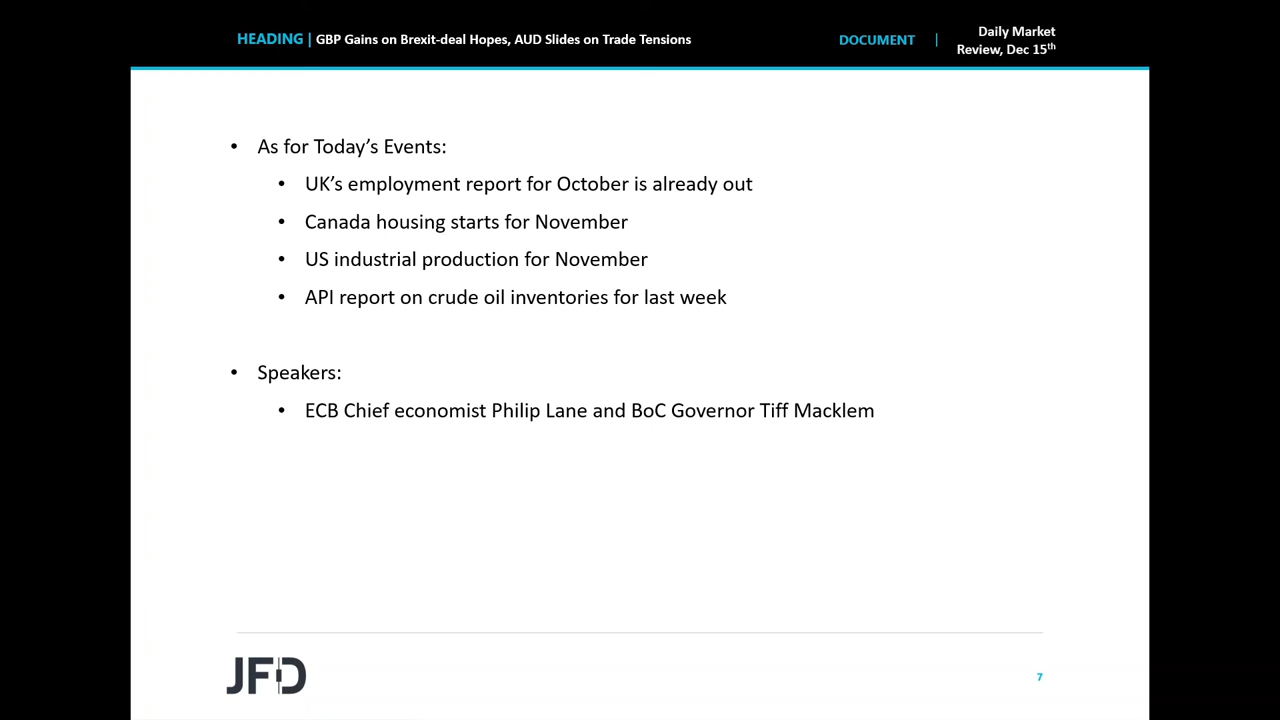 HEADING | GBP Gains on Brexit-deal Hopes, AUD Slides on Trade Tensions
DOCUMENT |
Daily Market
Review, Dec 15th
• As for Today’s Events:
• UK’s employment report for October is already out
• Canada housing starts for November
• US industrial production for November
• API report on crude oil inventories for last week
• Speakers:
• ECB Chief economist Philip Lane and BoC Governor Tiff Macklem
JFD
7